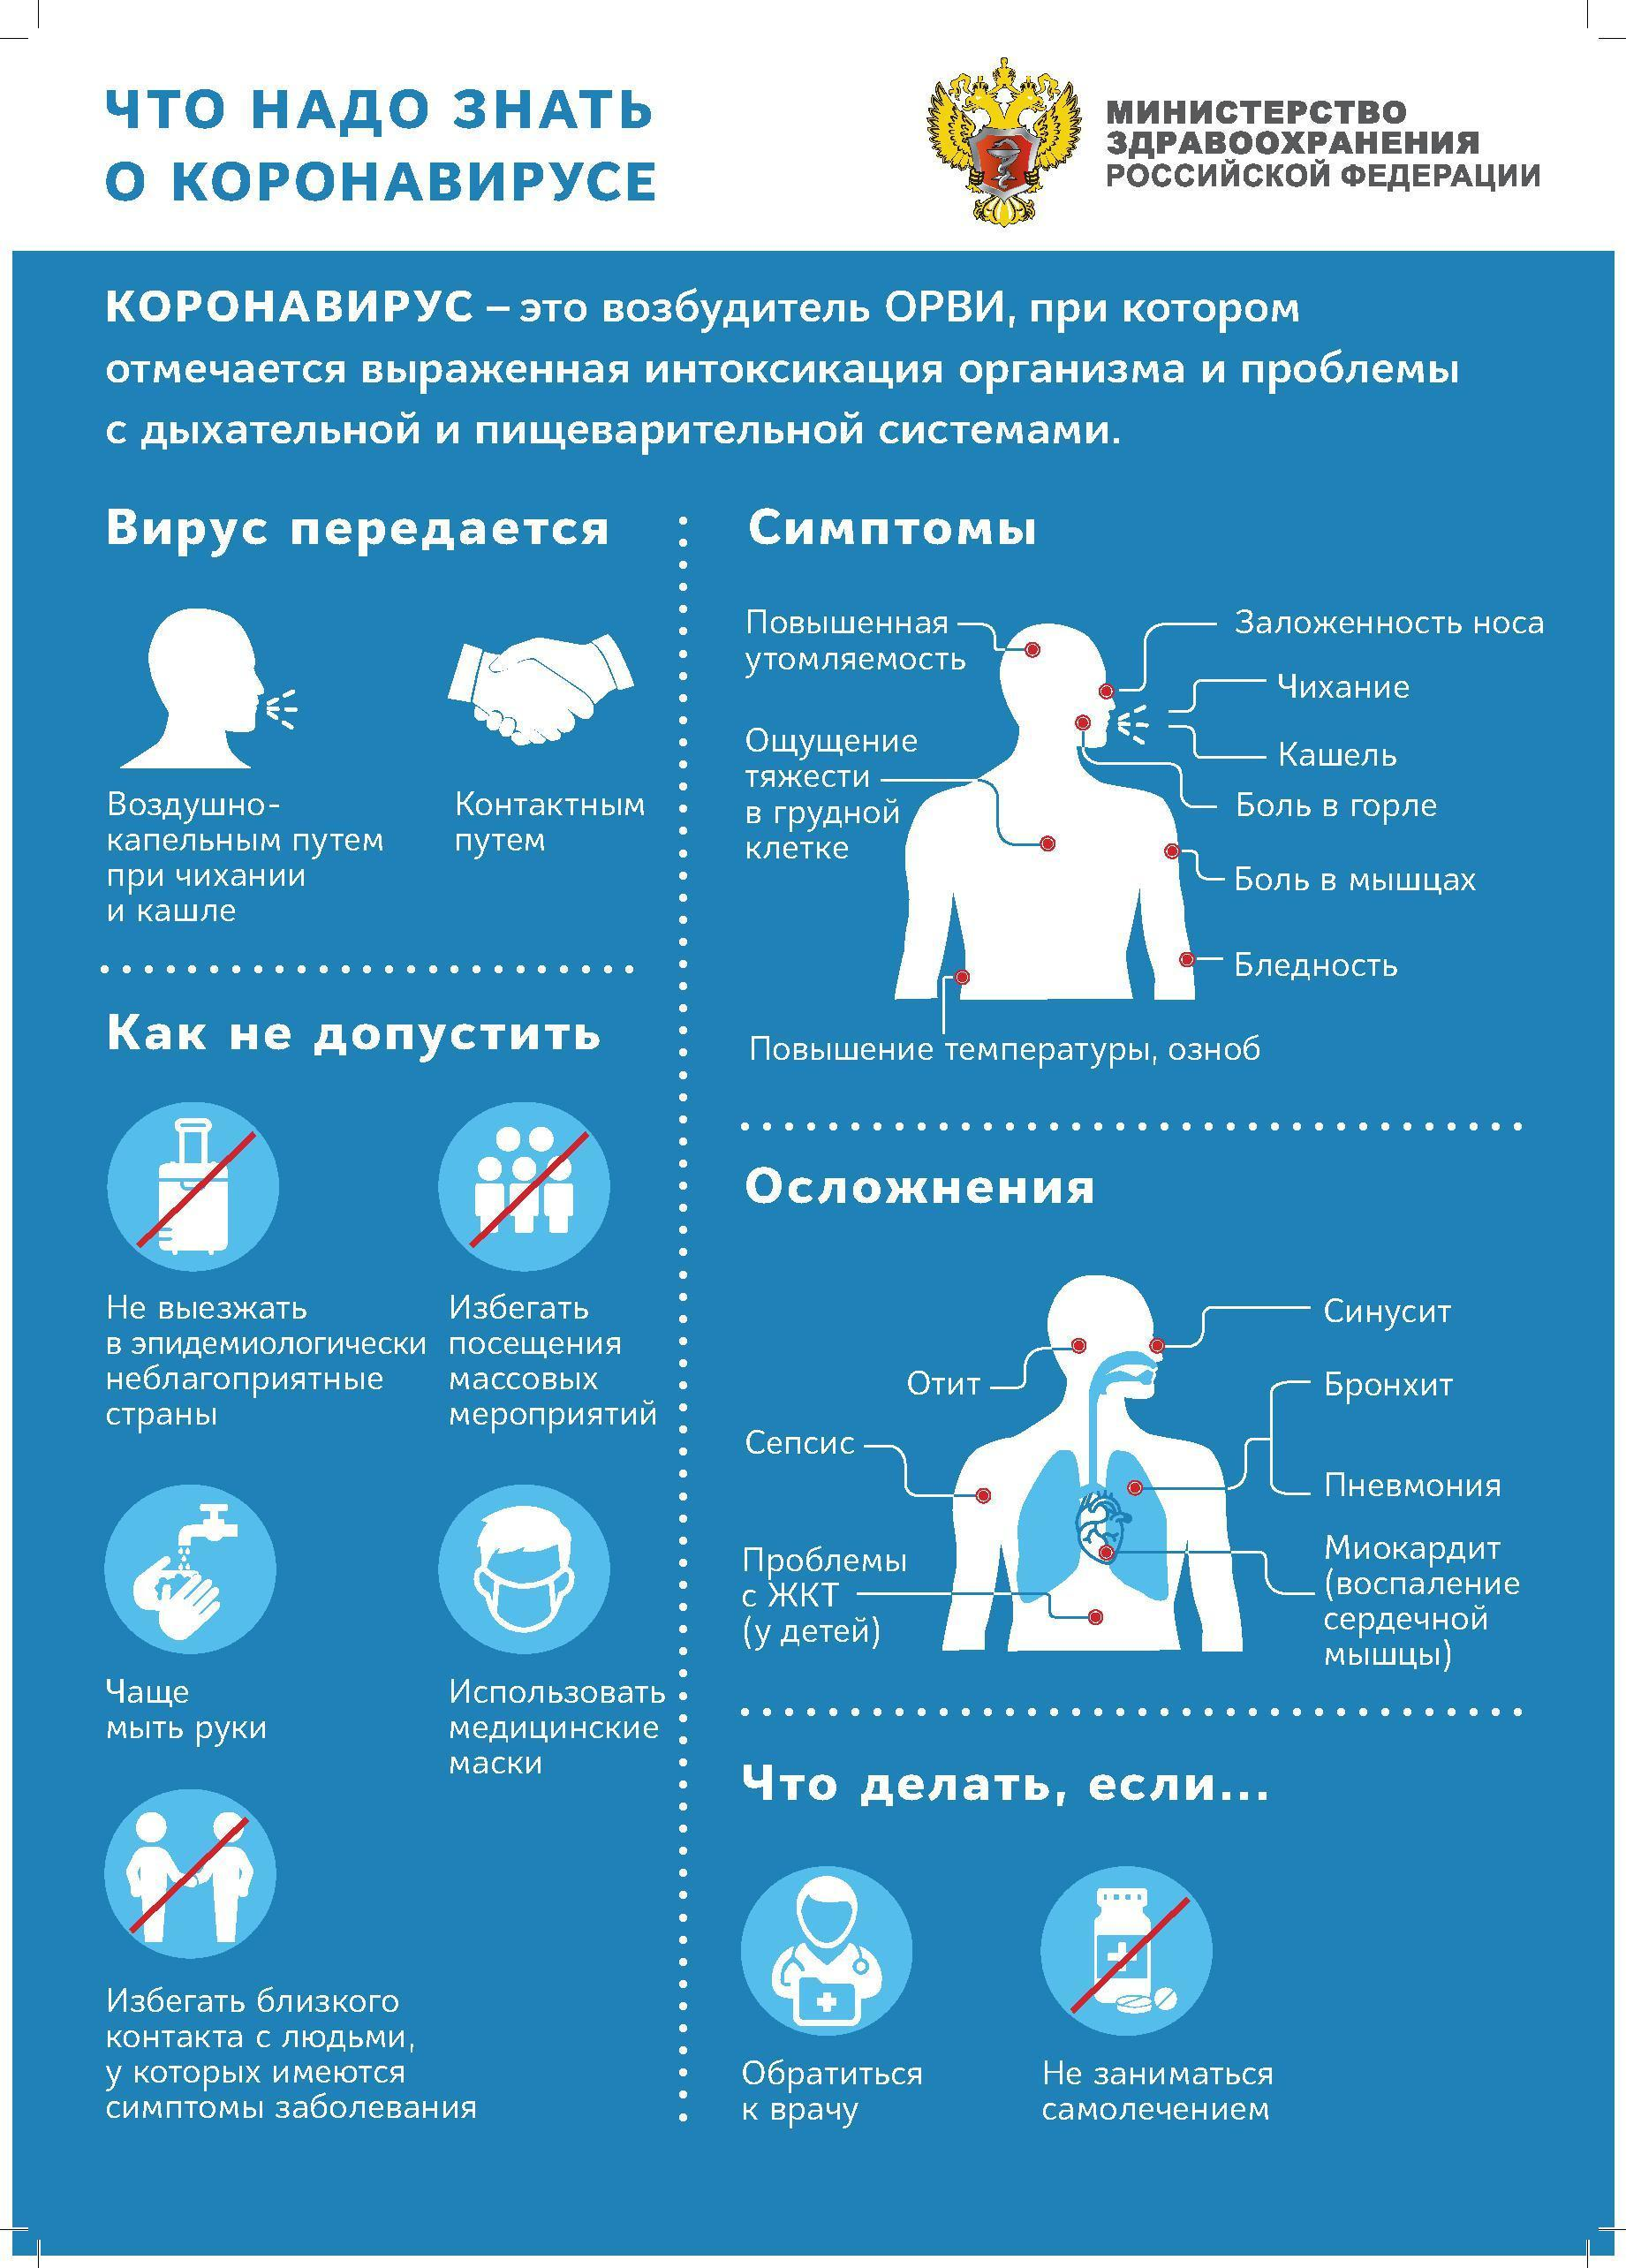 ЧТО НАДО ЗНАТЬ
О КОРОНАВИРУСЕ
МИНИСТЕРСТВО
ЗДРАВООХРАНЕНИЯ
РОССИЙСКОЙ ФЕДЕРАЦИИ
КОРОНАВИРУС – это возбудитель ОРВИ, при котором
отмечается выраженная интоксикация организма и проблемы
с дыхательной и пищеварительной системами.
Вирус передается
Воздушно-
капельным путем
при чихании
и кашле
Контактным
путем
Как не допустить
Не выезжать
в эпидемиологически
неблагоприятные
страны
Избегать
посещения
массовых
мероприятий
Чаще
мыть руки
Использовать
медицинские
маски
Избегать близкого
контакта с людьми,
у которых имеются
симптомы заболевания
Симптомы
Повышенная
утомляемость
Ощущение
тяжести
в грудной
клетке
Заложенность носа
Чихание
Кашель
Боль в горле
Боль в мышцах
Бледность
Повышение температуры, озноб
Осложнения
Отит
Сепсис
Проблемы
с ЖКТ
(у детей)
Синусит
Бронхит
Пневмония
Миокардит
(воспаление
сердечной
мышцы)
Что делать, если...
Обратиться
к врачу
Не заниматься
самолечением